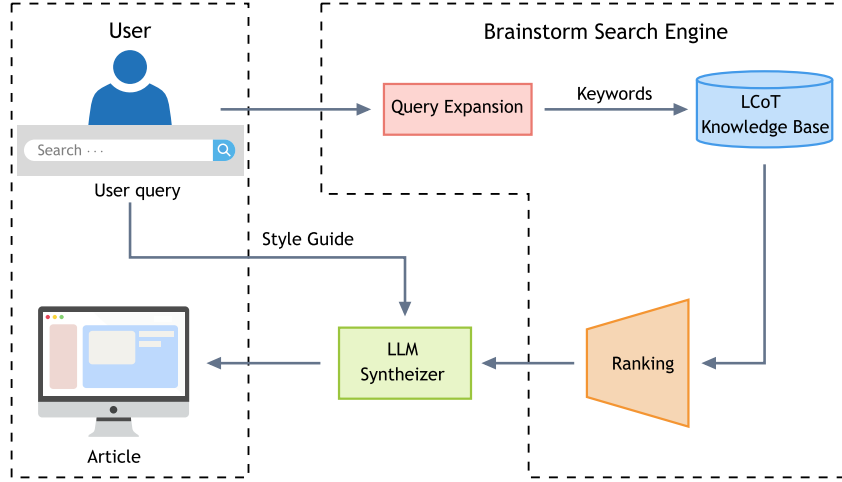 User
Brainstorm Search Engine
Query Expansion
Keywords
LCoT
Knowledge Base
Search ···
User query
Style Guide
LLM
Syntheizer
Ranking
Article